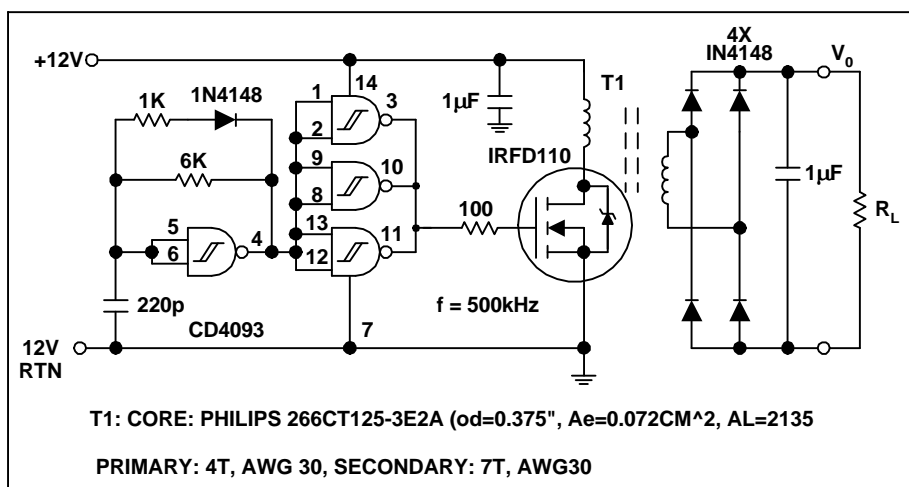 +12V
14
4X
IN4148
V0
T1
1K
1N4148
1
3
2
1µF
6K
9
10
8
IRFD110
1µF
RL
5
4
6
13
11
12
100
220p
CD4093
7
f = 500kHz
12V
RTN
T1: CORE: PHILIPS 266CT125-3E2A (od=0.375", Ae=0.072CM^2, AL=2135
PRIMARY: 4T, AWG 30, SECONDARY: 7T, AWG30